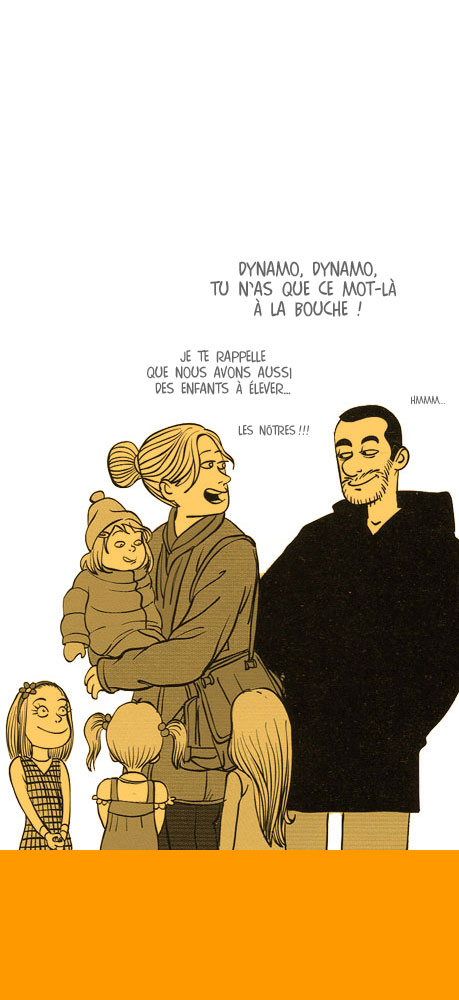 DYNAMO, DYNAMO,
TU N'AS QUE CE MOT-LÀ
À LA BOUCHE !
JE TE RAPPELLE
QUE NOUS AVONS AUSSI
DES ENFANTS À ÉLEVER...
HMMM...
LES NÔTRES !!!